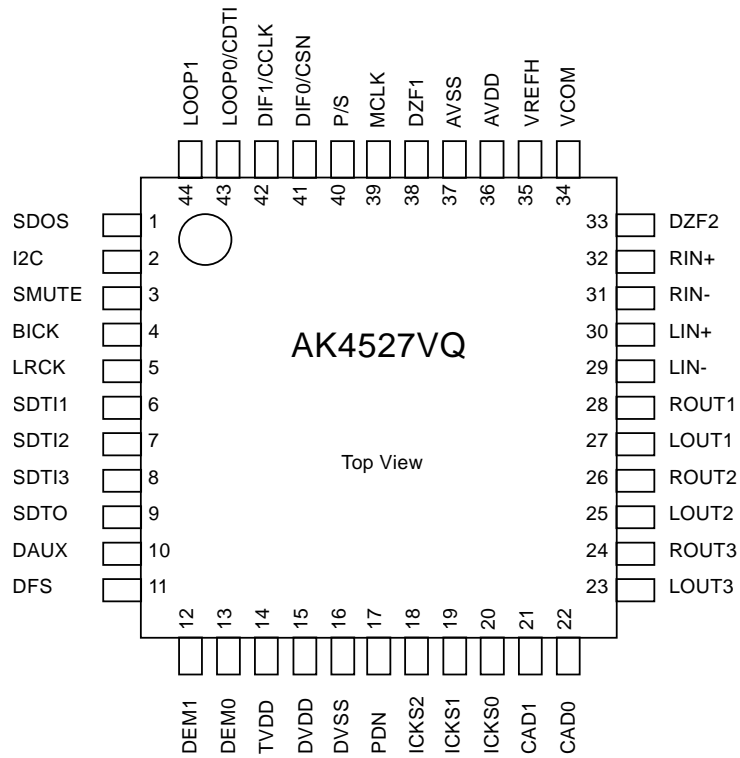 LOOP1
LOOP0/CDTI
DIF1/CCLK
DIF0/CSN
P/S
MCLK
DZF1
AVSS
AVDD
VREFH
VCOM
44
43
42
41
40
39
38
37
36
35
34
SDOS 1
I2C 2
SMUTE 3
BICK 4
LRCK 5
SDTI1 6
SDTI2 7
SDTI3 8
SDTO 9
DAUX 10
DFS 11
AK4527VQ
Top View
33 DZF2
32 RIN+
31 RIN-
30 LIN+
29 LIN-
28 ROUT1
27 LOUT1
26 ROUT2
25 LOUT2
24 ROUT3
23 LOUT3
12
13
14
15
16
17
18
19
20
21
22
DEM1
DEM0
TVDD
DVDD
DVSS
PDN
ICKS2
ICKS1
ICKS0
CAD1
CAD0